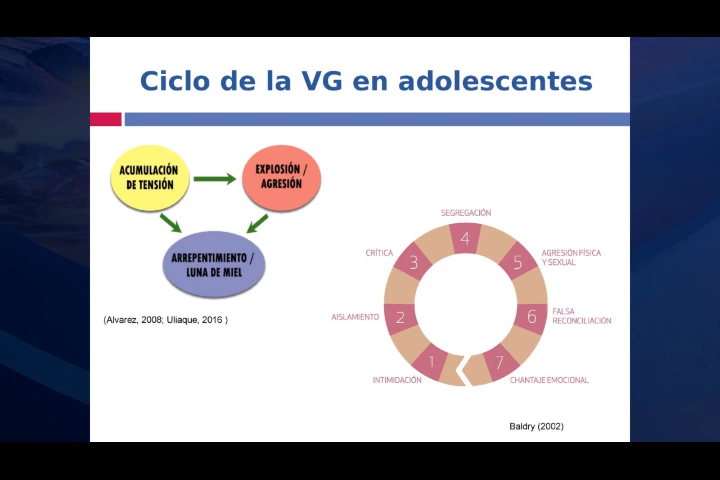 Ciclo de la VG en adolescentes
ACUMULACIÓN
DE TENSIÓN
EXPLOSIÓN /
AGRESIÓN
ARREPENTIMIENTO /
LUNA DE MIEL
(Alvarez, 2008; Uliaque, 2016 )
1
INTIMIDACIÓN
2
AISLAMIENTO
3
CRÍTICA
4
SEGREGACIÓN
5
AGRESIÓN FÍSICA
Y SEXUAL
6
FALSA
RECONCILIACIÓN
7
CHANTAJE EMOCIONAL
Baldry (2002)